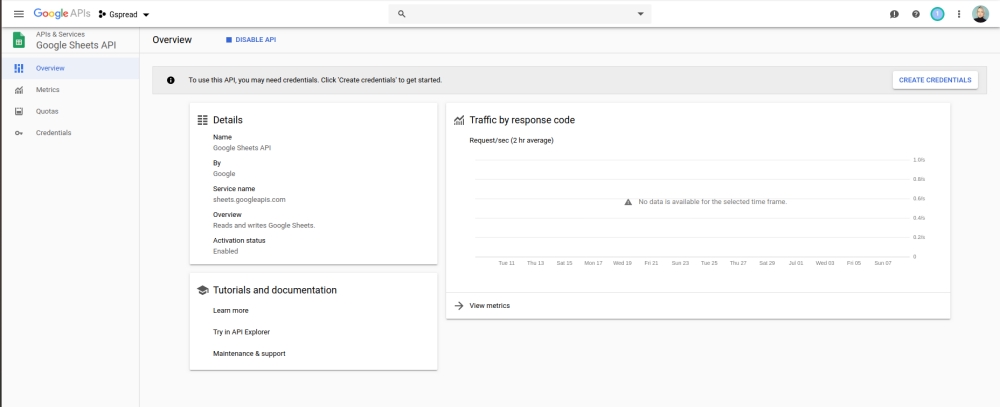 Google APIs
Gspread
APIs & Services
Google Sheets API
Overview
DISABLE API
Overview
Metrics
Quotas
Credentials
To use this API, you may need credentials. Click 'Create credentials' to get started.
CREATE CREDENTIALS
Details
Name
Google Sheets API
By
Google
Service name
sheets.googleapis.com
Overview
Reads and writes Google Sheets.
Activation status
Enabled
Tutorials and documentation
Learn more
Try in API Explorer
Maintenance & support
Traffic by response code
Request/sec (2 hr average)
1.0/s
0.8/s
0.6/s
0.4/s
0.2/s
0
No data is available for the selected time frame.
Tue 11 Thu 13 Sat 15 Mon 17 Wed 19 Fri 21 Sun 23 Tue 25 Thu 27 Sat 29 Jul 01 Wed 03 Fri 05 Sun 07
View metrics